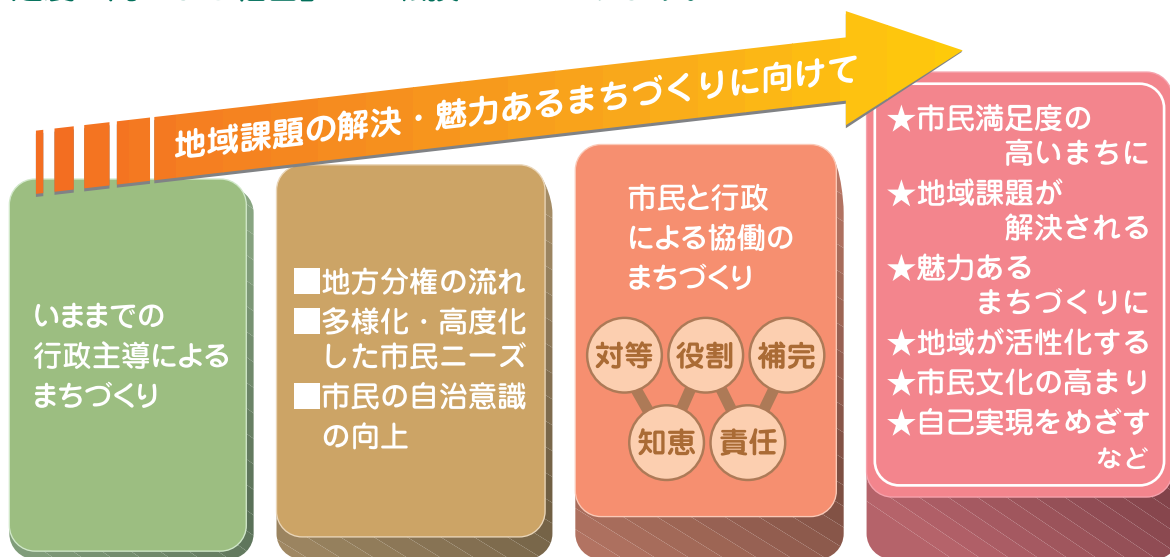 地域課題の解決・魅力あるまちづくりに向けて
いままでの
行政主導による
まちづくり
■地方分権の流れ
■多様化・高度化
した市民ニーズ
■市民の自治意識
の向上
市民と行政
による協働の
まちづくり
対等
役割
補完
知恵
責任
★市民満足度の
高いまちに
★地域課題が
解決される
★魅力ある
まちづくりに
★地域が活性化する
★市民文化の高まり
★自己実現をめざす
など